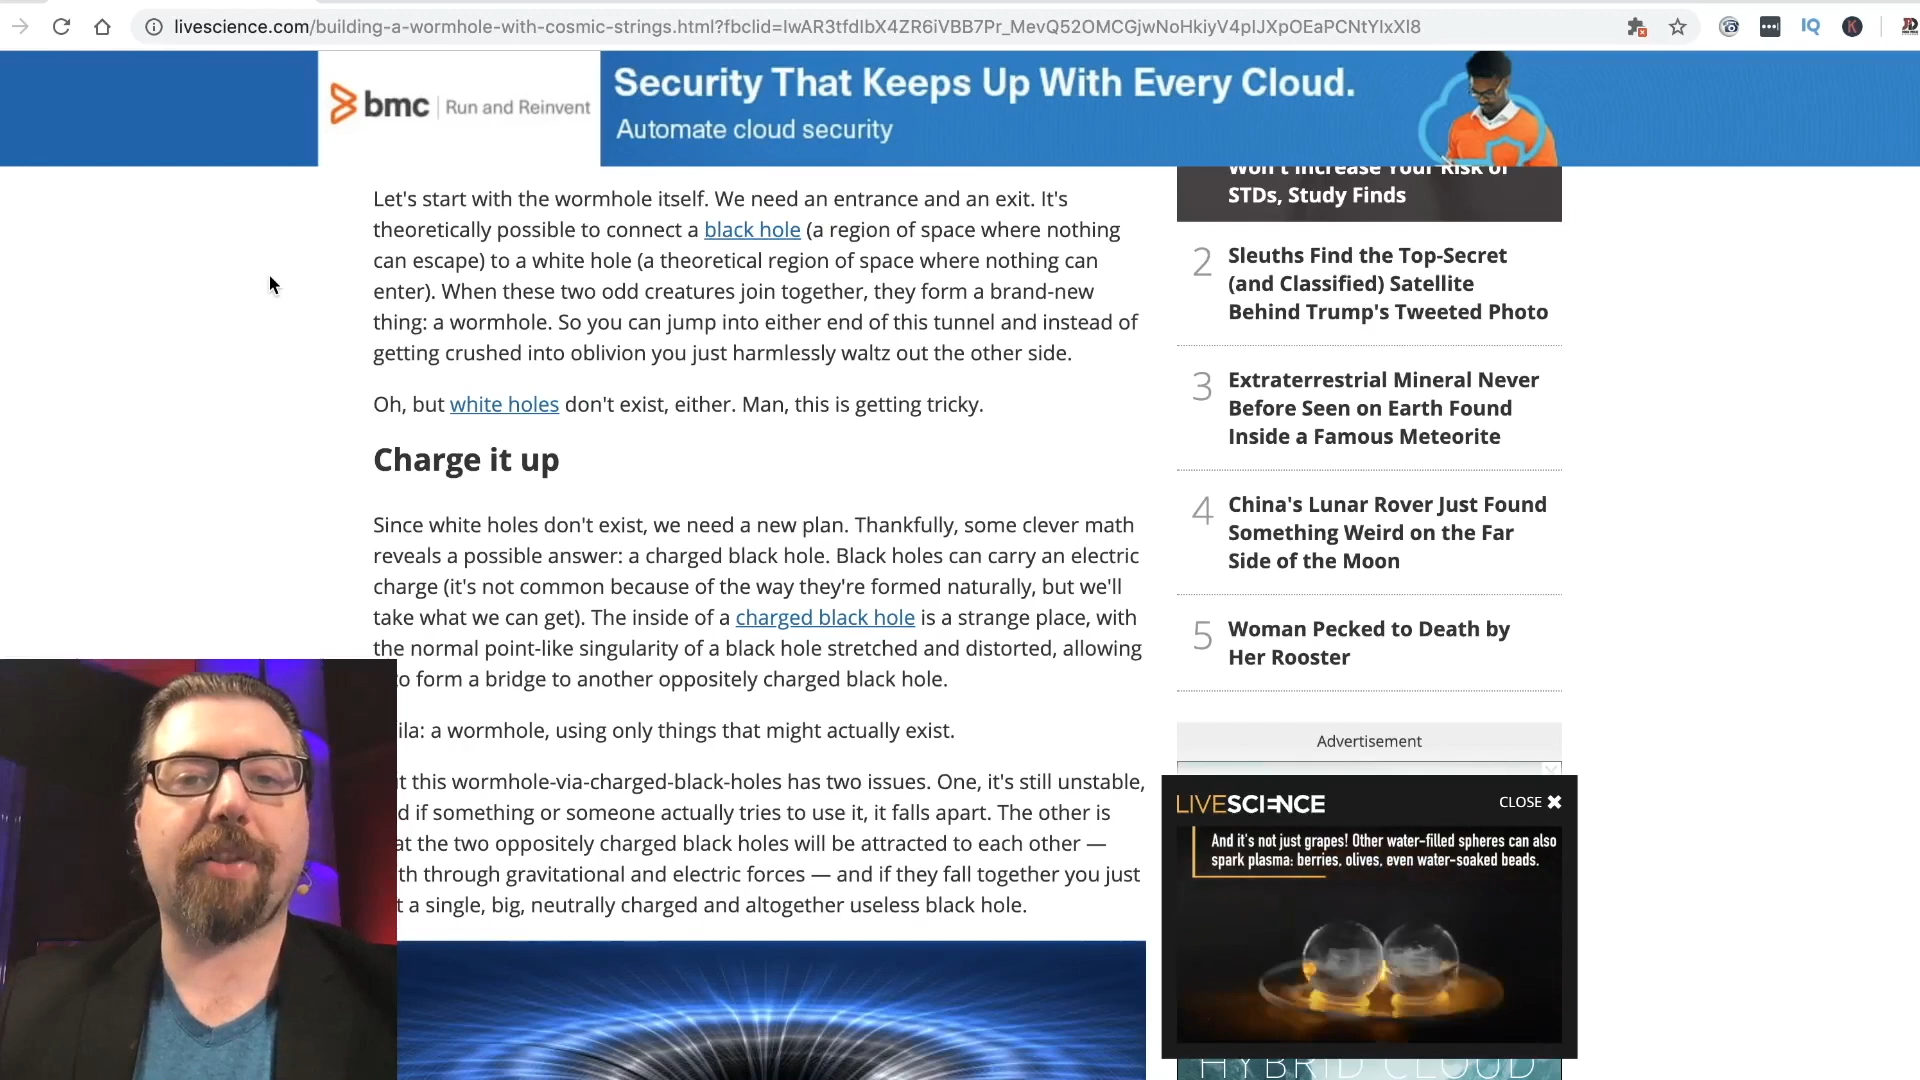 livescience.com/building-a-wormhole-with-cosmic-strings.html?fbclid=IwAR3tfdIbX4ZR6iVBB7Pr_MevQ52OMCGjwNoHkiyV4plJXpOEaPCNtYIxXl8
IQ
K
bmc | Run and Reinvent
Security That Keeps Up With Every Cloud.
Automate cloud security
Let's start with the wormhole itself. We need an entrance and an exit. It's
theoretically possible to connect a black hole (a region of space where nothing
can escape) to a white hole (a theoretical region of space where nothing can
enter). When these two odd creatures join together, they form a brand-new
thing: a wormhole. So you can jump into either end of this tunnel and instead of
getting crushed into oblivion you just harmlessly waltz out the other side.
Oh, but white holes don't exist, either. Man, this is getting tricky.
Charge it up
Since white holes don't exist, we need a new plan. Thankfully, some clever math
reveals a possible answer: a charged black hole. Black holes can carry an electric
charge (it's not common because of the way they're formed naturally, but we'll
take what we can get). The inside of a charged black hole is a strange place, with
the normal point-like singularity of a black hole stretched and distorted, allowing
to form a bridge to another oppositely charged black hole.
ila: a wormhole, using only things that might actually exist.
t this wormhole-via-charged-black-holes has two issues. One, it's still unstable,
d if something or someone actually tries to use it, it falls apart. The other is
at the two oppositely charged black holes will be attracted to each other —
th through gravitational and electric forces — and if they fall together you just
t a single, big, neutrally charged and altogether useless black hole.
Won't Increase Your Risk of
STDs, Study Finds
2 Sleuths Find the Top-Secret
(and Classified) Satellite
Behind Trump's Tweeted Photo
3 Extraterrestrial Mineral Never
Before Seen on Earth Found
Inside a Famous Meteorite
4 China's Lunar Rover Just Found
Something Weird on the Far
Side of the Moon
5 Woman Pecked to Death by
Her Rooster
Advertisement
LIVESCIENCE
CLOSE
And it's not just grapes! Other water-filled spheres can also
spark plasma: berries, olives, even water-soaked beads.
HYBRID CLOUD